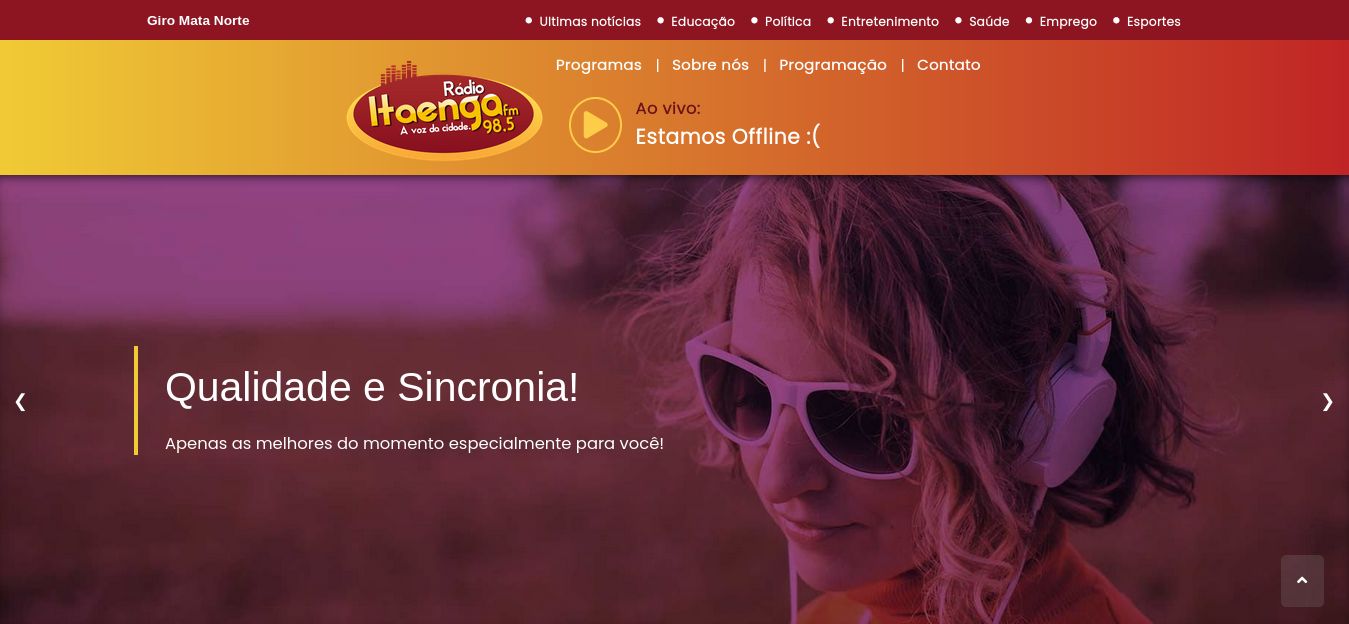 Giro Mata Norte
• Ultimas notícias • Educação • Política • Entretenimento • Saúde • Emprego • Esportes
Programas | Sobre nós | Programação | Contato
Rádio
Itaenga fm
A voz da cidade. 98.5
Ao vivo:
Estamos Offline :(
Qualidade e Sincronia!
Apenas as melhores do momento especialmente para você!